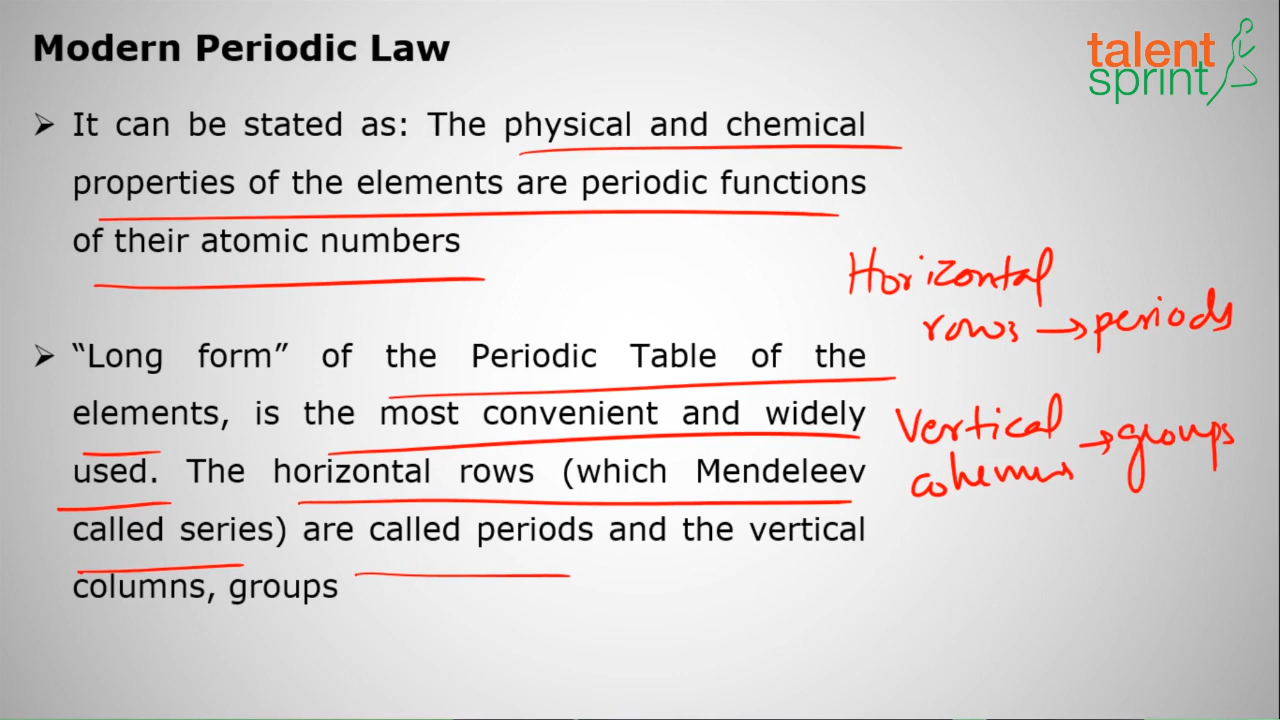 Modern Periodic Law
talent
sprint
➢ It can be stated as: The physical and chemical
properties of the elements are periodic functions
of their atomic numbers
Horizontal
rows → periods
➢ “Long form” of the Periodic Table of the
elements, is the most convenient and widely
used. The horizontal rows (which Mendeleev
called series) are called periods and the vertical
columns, groups
Vertical → groups
columns